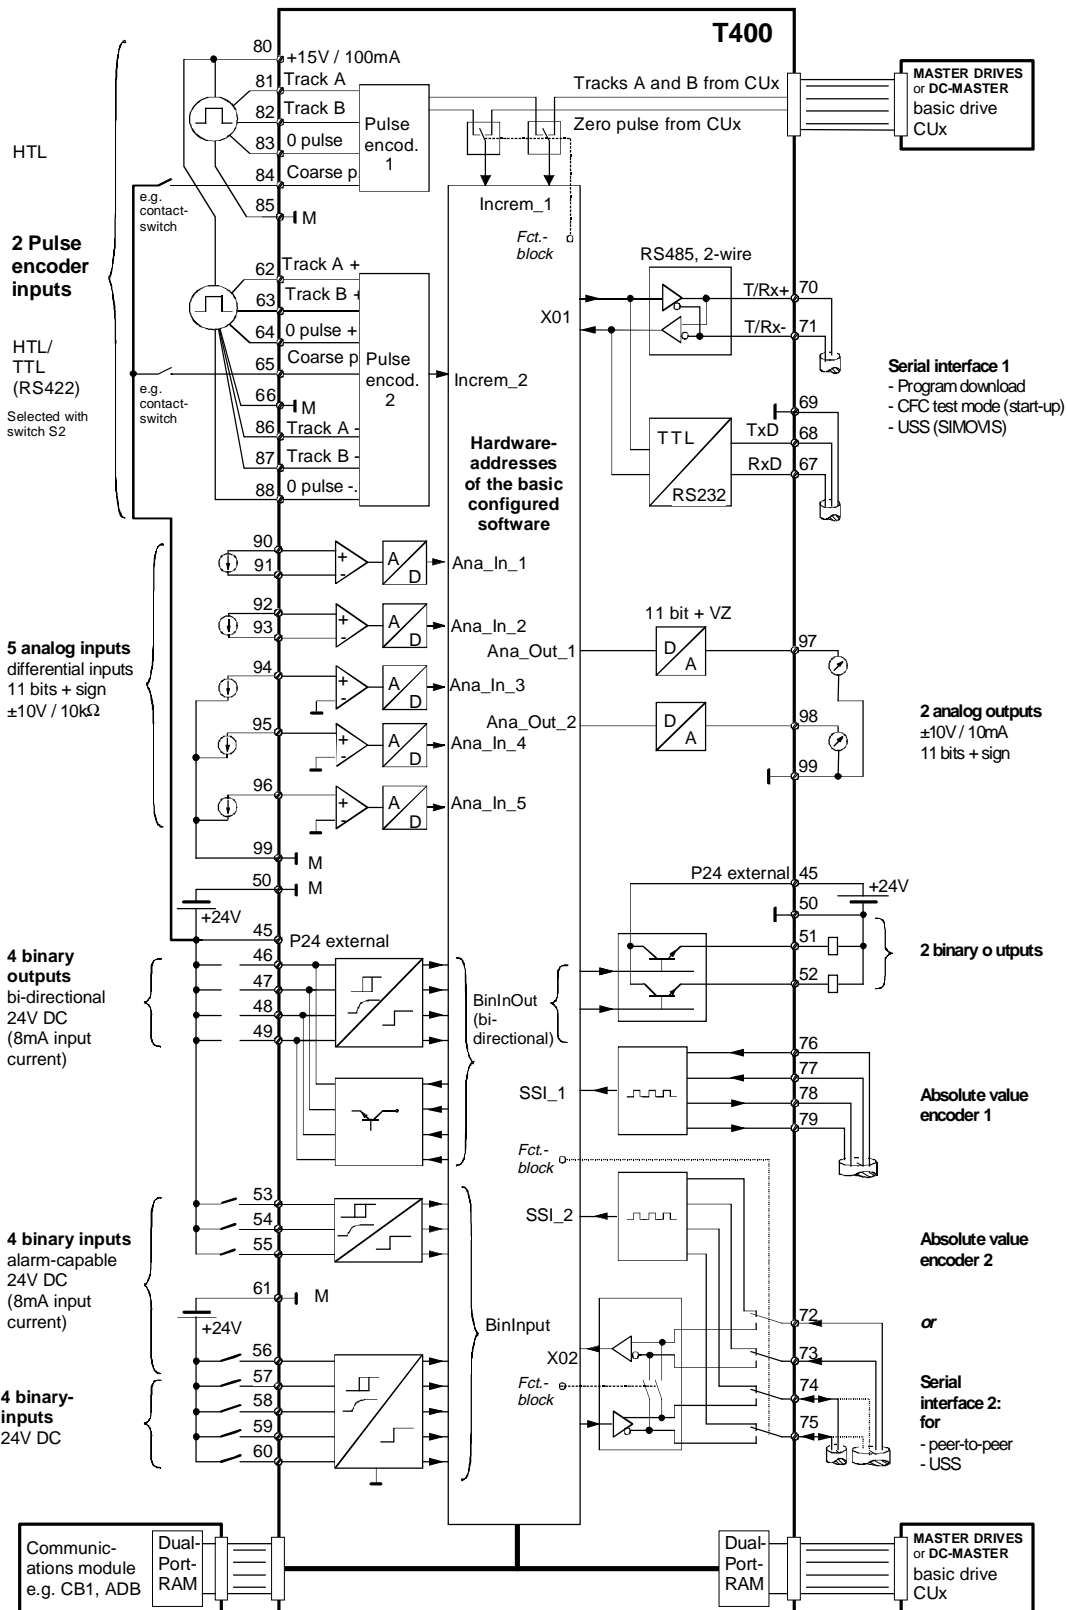 T400
80
+15V / 100mA
81
Track A
82
Track B
83
0 pulse
84
Coarse p
85
M
Pulse
encod.
1
HTL
e.g.
contact-
switch
2 Pulse
encoder
inputs
62
Track A +
63
Track B +
64
0 pulse +
65
Coarse p
66
M
86
Track A -
87
Track B -
88
0 pulse -.
Pulse
encod.
2
HTL/
TTL
(RS422)
Selected with
switch S2
e.g.
contact-
switch
Tracks A and B from CUx
Zero pulse from CUx
MASTER DRIVES
or DC-MASTER
basic drive
CUx
Increm_1
Fct.-
block
Increm_2
Hardware-
addresses
of the basic
configured
software
RS485, 2-wire
X01
T/Rx+
70
T/Rx-
71
69
TxD
68
RxD
67
TTL
RS232
Serial interface 1
- Program download
- CFC test mode (start-up)
- USS (SIMOVIS)
5 analog inputs
differential inputs
11 bits + sign
±10V / 10kΩ
90
91
+
-
A
D
Ana_In_1
92
93
+
-
A
D
Ana_In_2
94
+
-
A
D
Ana_In_3
95
+
-
A
D
Ana_In_4
96
+
-
A
D
Ana_In_5
99
M
50
M
+24V
45
P24 external
11 bit + VZ
Ana_Out_1
D
A
97
Ana_Out_2
D
A
98
99
2 analog outputs
±10V / 10mA
11 bits + sign
4 binary
outputs
bi-directional
24V DC
(8mA input
current)
46
47
48
49
BinInOut
(bi-
directional)
P24 external
45
+24V
50
51
52
2 binary o utputs
SSI_1
76
77
78
79
Absolute value
encoder 1
Fct.-
block
SSI_2
Absolute value
encoder 2
4 binary inputs
alarm-capable
24V DC
(8mA input
current)
53
54
55
61
M
+24V
56
57
58
59
60
4 binary-
inputs
24V DC
BinInput
X02
Fct.-
block
72
73
74
75
or
Serial
interface 2:
for
- peer-to-peer
- USS
Communic-
ations module
e.g. CB1, ADB
Dual-
Port-
RAM
Dual-
Port-
RAM
MASTER DRIVES
or DC-MASTER
basic drive
CUx